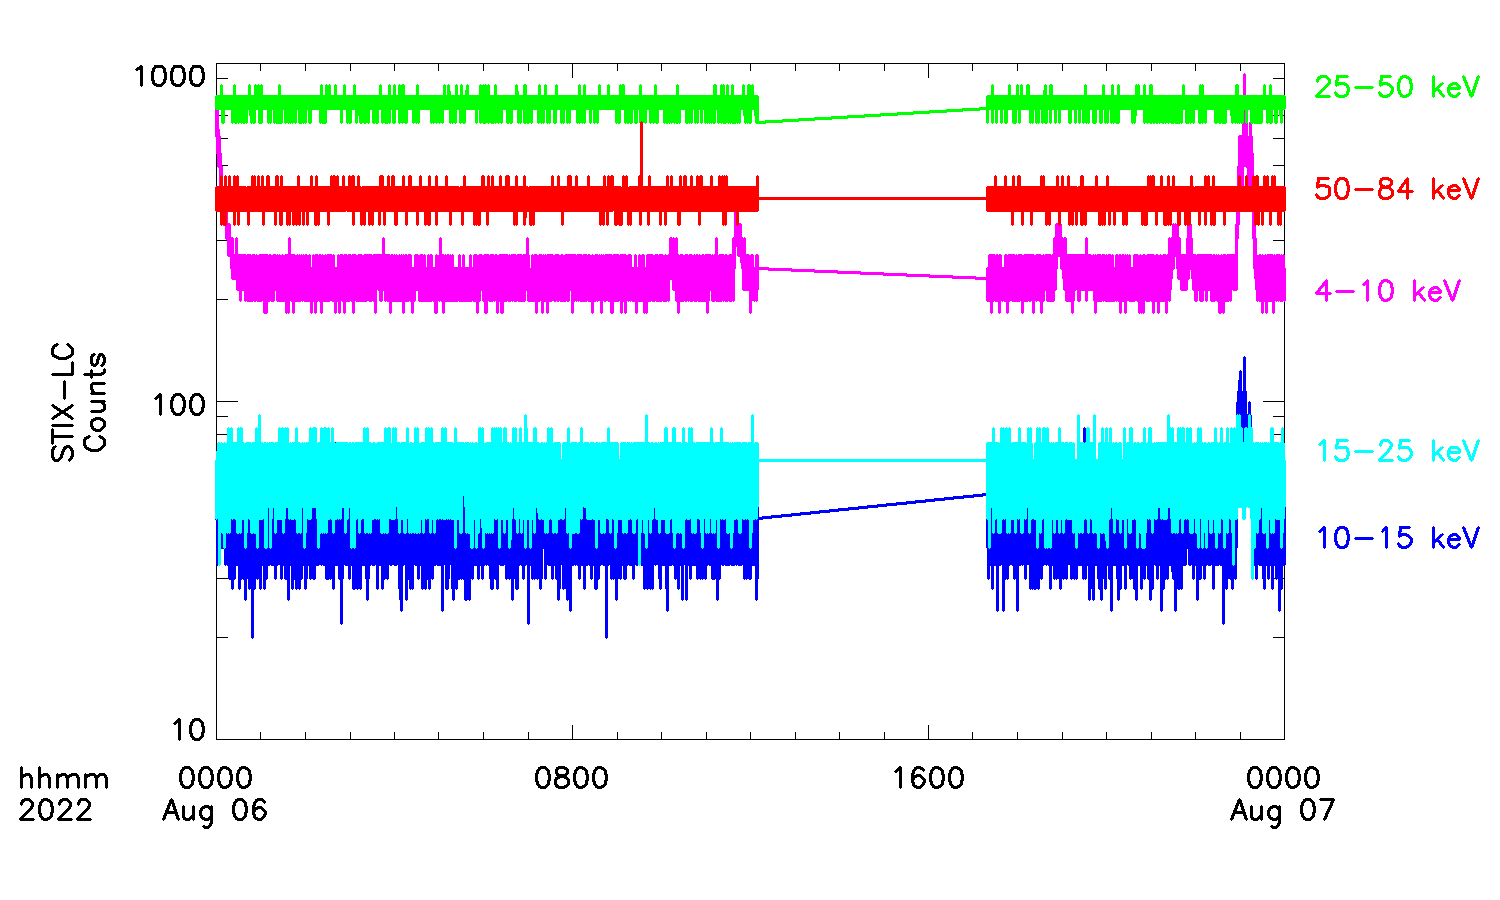 1000
100
10
STIX-LC
Counts
25-50 keV
50-84 keV
4-10 keV
15-25 keV
10-15 keV
hhmm 0000 0800 1600 0000
2022 Aug 06 Aug 07